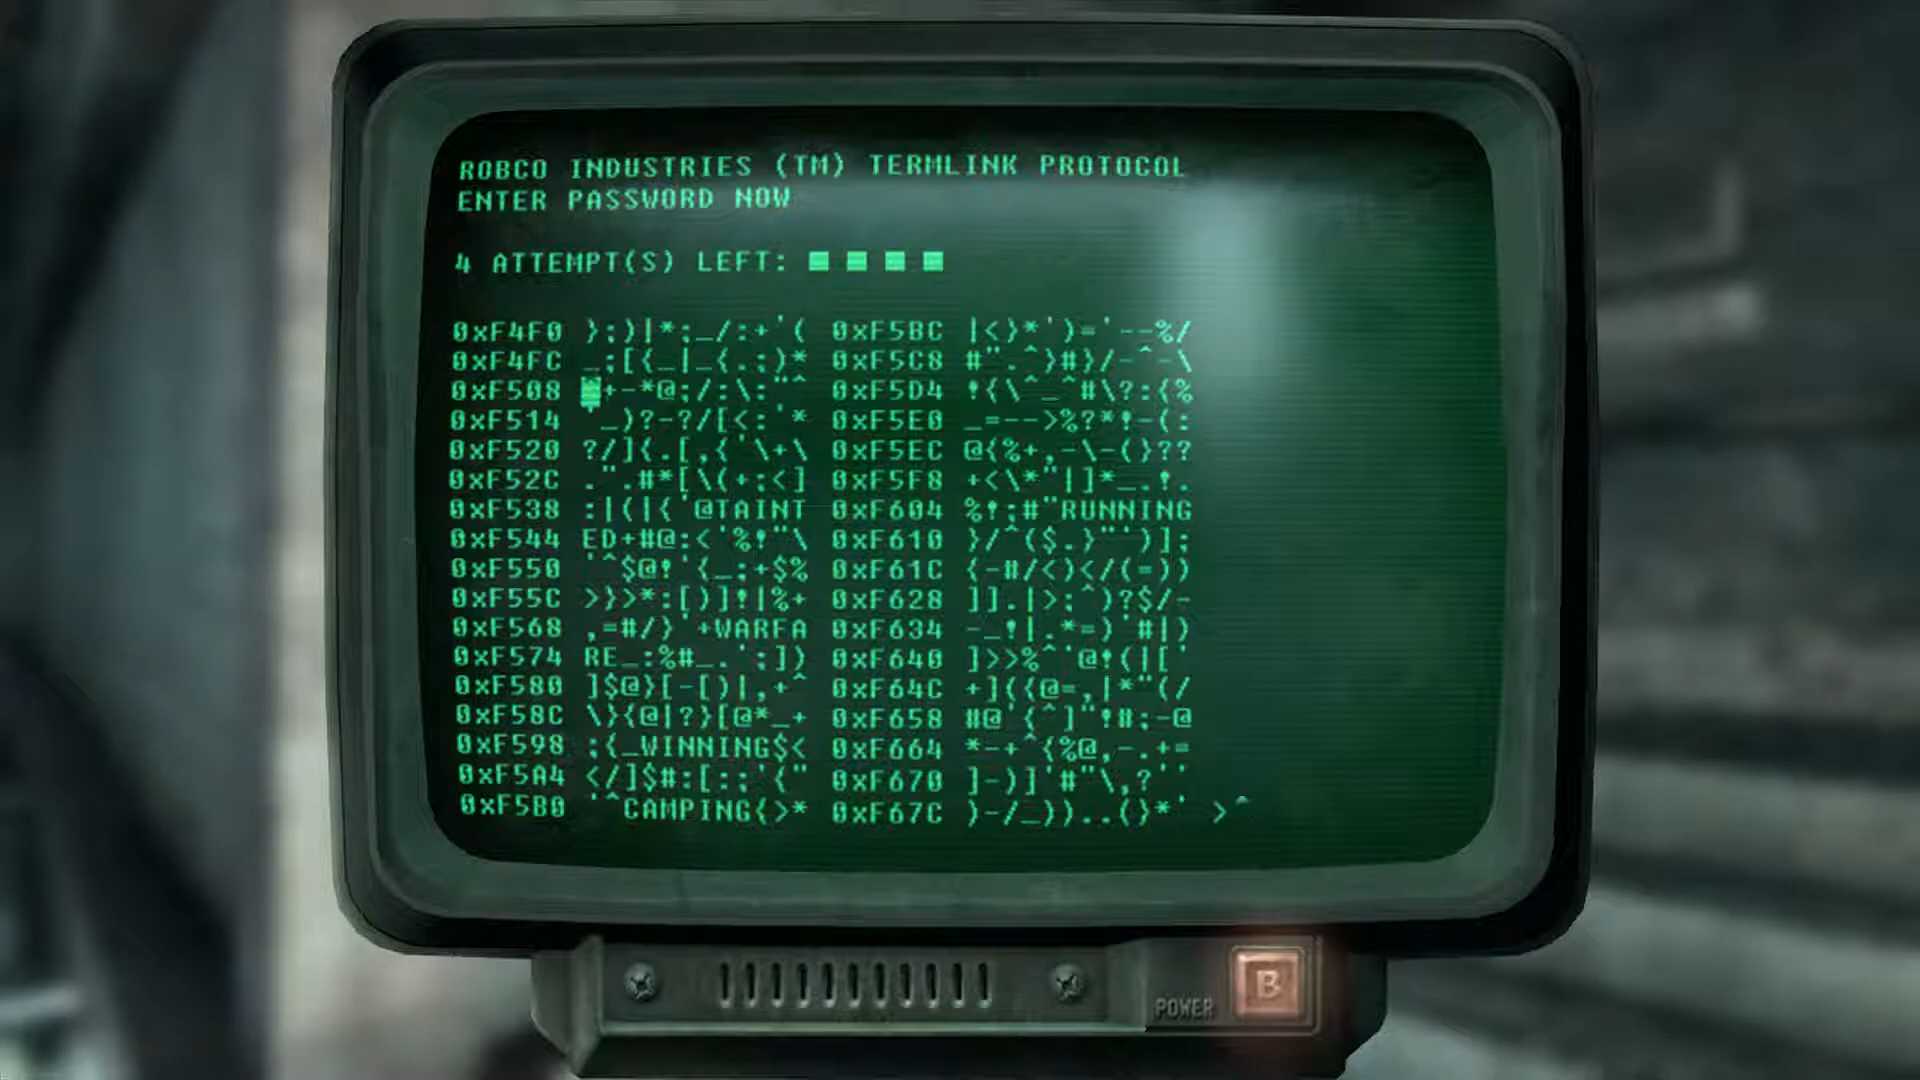 ROBCO INDUSTRIES (TM) TERMLINK PROTOCOL
ENTER PASSWORD NOW
4 ATTEMPT(S) LEFT: ■ ■ ■ ■
0xF4F0 };)|*;_/:+'( 0xF5BC |<}*')='--%/
0xF4FC _;[{_|_{.:)* 0xF5C8 #".^}#}/-^-\
0xF508 +-*@;/:\:"^ 0xF5D4 !{\^_^#\?:{%
0xF514 '_)?-?/[<:'* 0xF5E0 _=-->%?*!-(:
0xF520 ?/]{.[,{'\+\ 0xF5EC @{%+,-\-(}??
0xF52C .".#*[\(+;<] 0xF5F8 +<\*"|]*_.!.
0xF538 :|(|{'@TAINT 0xF604 %!;#"RUNNING
0xF544 ED+#@:<'%!"\ 0xF610 }/^($.}"')];
0xF550 '^$@!'{_;+$% 0xF61C {-#/<)</(=))
0xF55C >}>*:[)]!|%+ 0xF628 ]].|>;^)?$/-
0xF568 ,=#/}'+WARFA 0xF634 -_!|.*=)'#|)
0xF574 RE_:%#_.';]) 0xF640 ]>>%^'@!(|['
0xF580 ]$@}[-[)|,+^ 0xF64C +]({@=,|*"(/
0xF58C \}{@|?}[@*_+ 0xF658 #@'{^]"!#;-@
0xF598 ;{_WINNING$< 0xF664 *-+^{%@,-.+=
0xF5A4 </]$#:[:;'{" 0xF670 ]-)]'#"\,?''
0xF5B0 '^CAMPING{>* 0xF67C )-/_))..(}*' >^
POWER
B